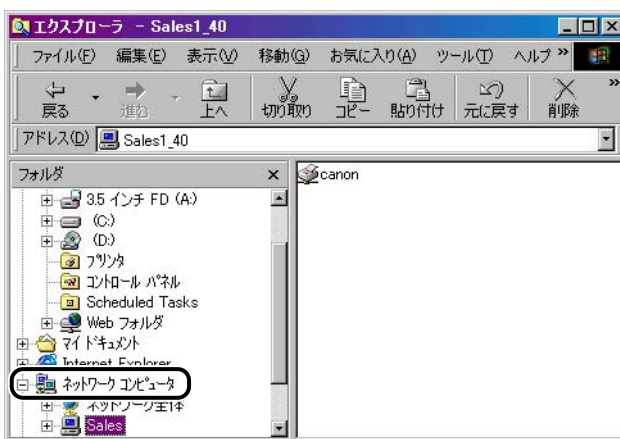 エクスプローラ - Sales1_40
ファイル(F) 編集(E) 表示(V) 移動(G) お気に入り(A) ツール(T) ヘルプ »
戻る 進む 上へ 切り取り コピー 貼り付け 元に戻す 削除 »
アドレス(D) Sales1_40
フォルダ ×
3.5 インチ FD (A:)
(C:)
(D:)
プリンタ
コントロール パネル
Scheduled Tasks
Web フォルダ
マイ ドキュメント
Internet Explorer
ネットワーク コンピュータ
ネットワーク全体
Sales
canon